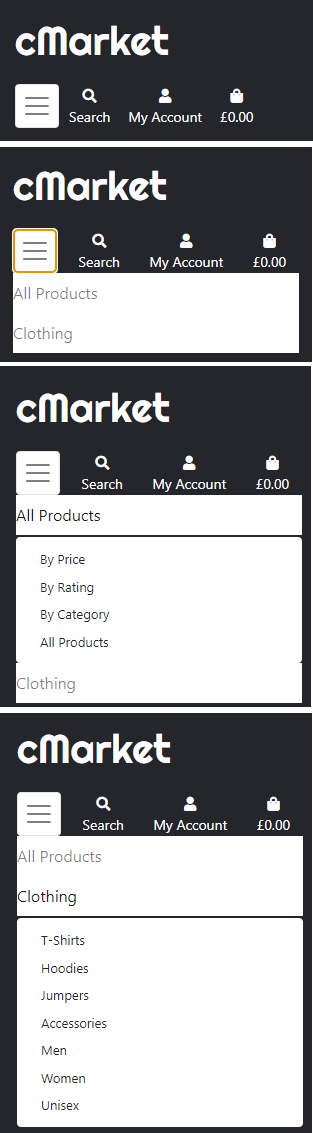 cMarket
Search My Account £0.00
cMarket
Search My Account £0.00
All Products
Clothing
cMarket
Search My Account £0.00
All Products
By Price
By Rating
By Category
All Products
Clothing
cMarket
Search My Account £0.00
All Products
Clothing
T-Shirts
Hoodies
Jumpers
Accessories
Men
Women
Unisex